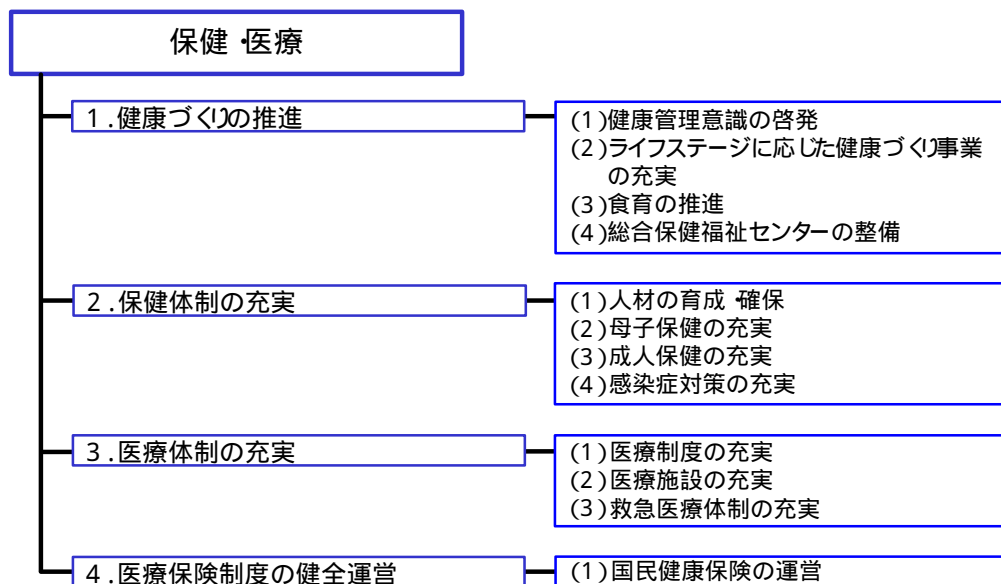 保健・医療
1.健康づくりの推進
(1)健康管理意識の啓発
(2)ライフステージに応じた健康づくり事業
の充実
(3)食育の推進
(4)総合保健福祉センターの整備
2.保健体制の充実
(1)人材の育成・確保
(2)母子保健の充実
(3)成人保健の充実
(4)感染症対策の充実
3.医療体制の充実
(1)医療制度の充実
(2)医療施設の充実
(3)救急医療体制の充実
4.医療保険制度の健全運営
(1)国民健康保険の運営